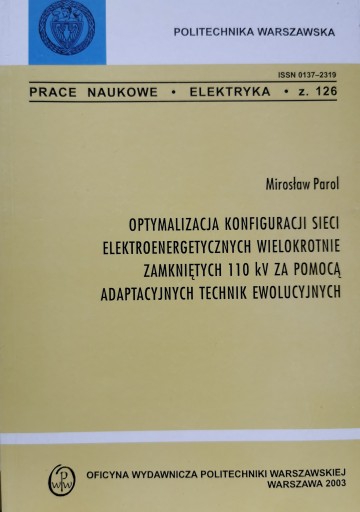 POLITECHNIKA WARSZAWSKA
ISSN 0137-2319
PRACE NAUKOWE • ELEKTRYKA • z. 126
Mirosław Parol
OPTYMALIZACJA KONFIGURACJI SIECI
ELEKTROENERGETYCZNYCH WIELOKROTNIE
ZAMKNIĘTYCH 110 kV ZA POMOCĄ
ADAPTACYJNYCH TECHNIK EWOLUCYJNYCH
OFICYNA WYDAWNICZA POLITECHNIKI WARSZAWSKIEJ
WARSZAWA 2003